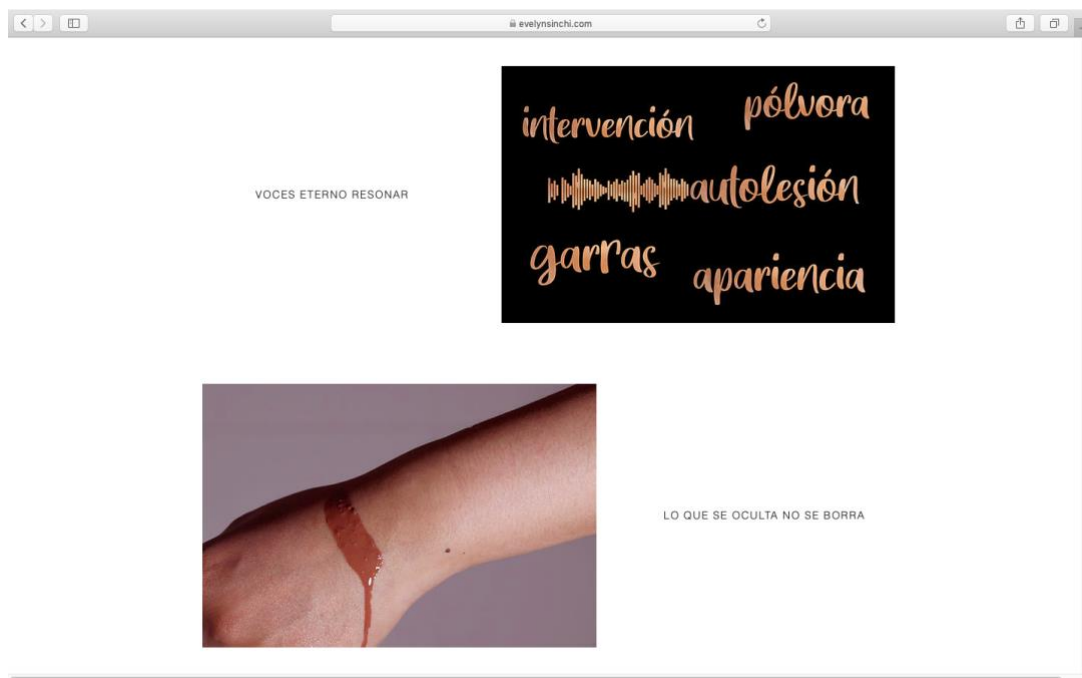 evelynsinchi.com
VOCES ETERNO RESONAR
intervención
pólvora
autolesión
garras
apariencia
LO QUE SE OCULTA NO SE BORRA